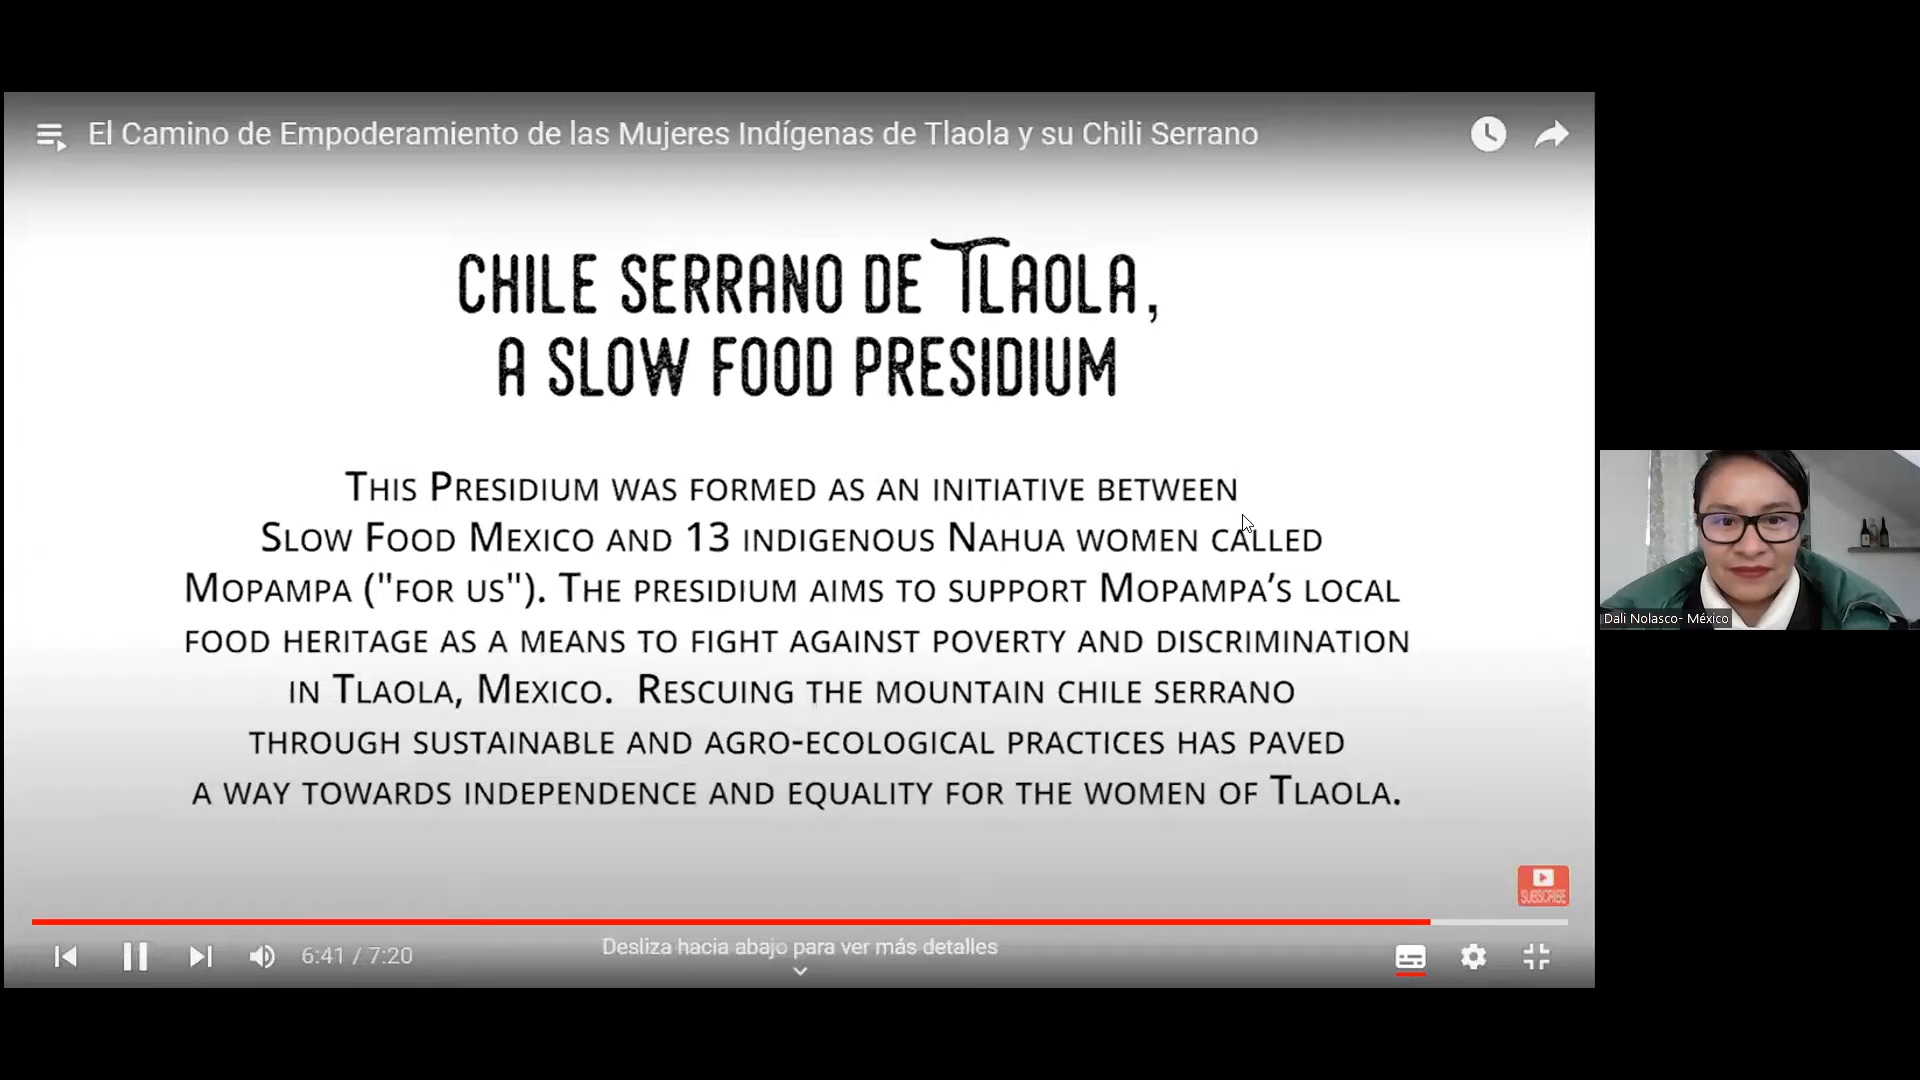 El Camino de Empoderamiento de las Mujeres Indígenas de Tlaola y su Chili Serrano
CHILE SERRANO DE TLAOLA,
A SLOW FOOD PRESIDIUM
THIS PRESIDIUM WAS FORMED AS AN INITIATIVE BETWEEN
SLOW FOOD MEXICO AND 13 INDIGENOUS NAHUA WOMEN CALLED
MOPAMPA ("FOR US"). THE PRESIDIUM AIMS TO SUPPORT MOPAMPA’S LOCAL
FOOD HERITAGE AS A MEANS TO FIGHT AGAINST POVERTY AND DISCRIMINATION
IN TLAOLA, MEXICO. RESCUING THE MOUNTAIN CHILE SERRANO
THROUGH SUSTAINABLE AND AGRO-ECOLOGICAL PRACTICES HAS PAVED
A WAY TOWARDS INDEPENDENCE AND EQUALITY FOR THE WOMEN OF TLAOLA.
Dali Nolasco- México
SUBSCRIBE
6:41 / 7:20
Desliza hacia abajo para ver más detalles